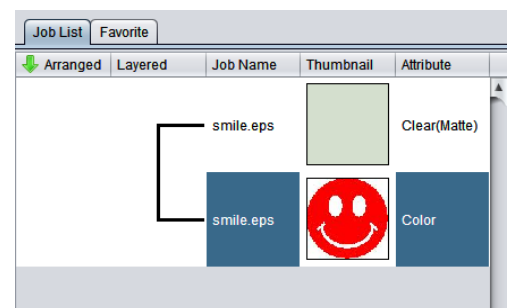 Job List Favorite
Arranged Layered Job Name Thumbnail Attribute
smile.eps Clear(Matte)
smile.eps Color